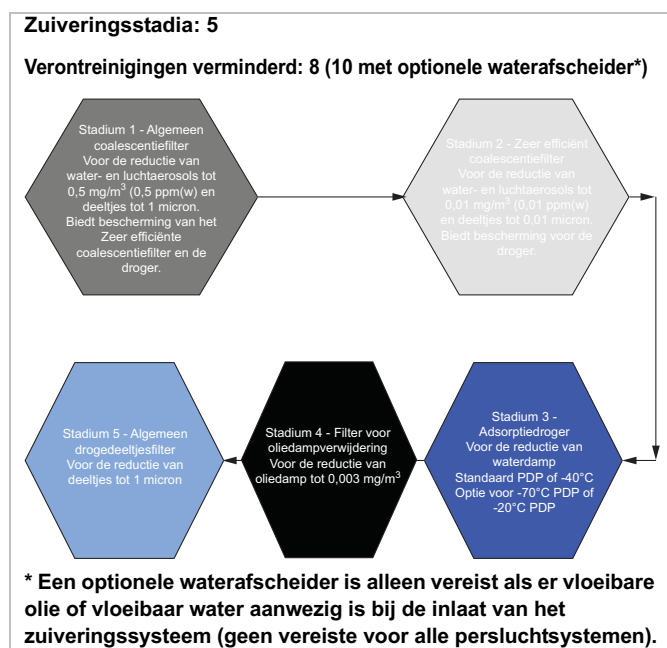 Zuiveringsstadia: 5
Verontreinigingen verminderd: 8 (10 met optionele waterafscheider*)
Stadium 1 - Algemeen
coalescentiefilter
Voor de reductie van
water- en luchtaerosols tot
0,5 mg/m³ (0,5 ppm(w) en
deeltjes tot 1 micron.
Biedt bescherming van het
Zeer efficiënte
coalescentiefilter en de
droger.
Stadium 2 - Zeer efficiënt
coalescentiefilter
Voor de reductie van
water- en luchtaerosols tot
0,01 mg/m³ (0,01 ppm(w)
en deeltjes tot 0,01 micron.
Biedt bescherming voor de
droger.
Stadium 3 -
Adsorptiedroger
Voor de reductie van
waterdamp
Standaard PDP of -40°C
Optie voor -70°C PDP of
-20°C PDP
Stadium 4 - Filter voor
oliedampverwijdering
Voor de reductie van
oliedamp tot 0,003 mg/m³
Stadium 5 - Algemeen
drogedeeltjesfilter
Voor de reductie van
deeltjes tot 1 micron
* Een optionele waterafscheider is alleen vereist als er vloeibare
olie of vloeibaar water aanwezig is bij de inlaat van het
zuiveringssysteem (geen vereiste voor alle persluchtsystemen).